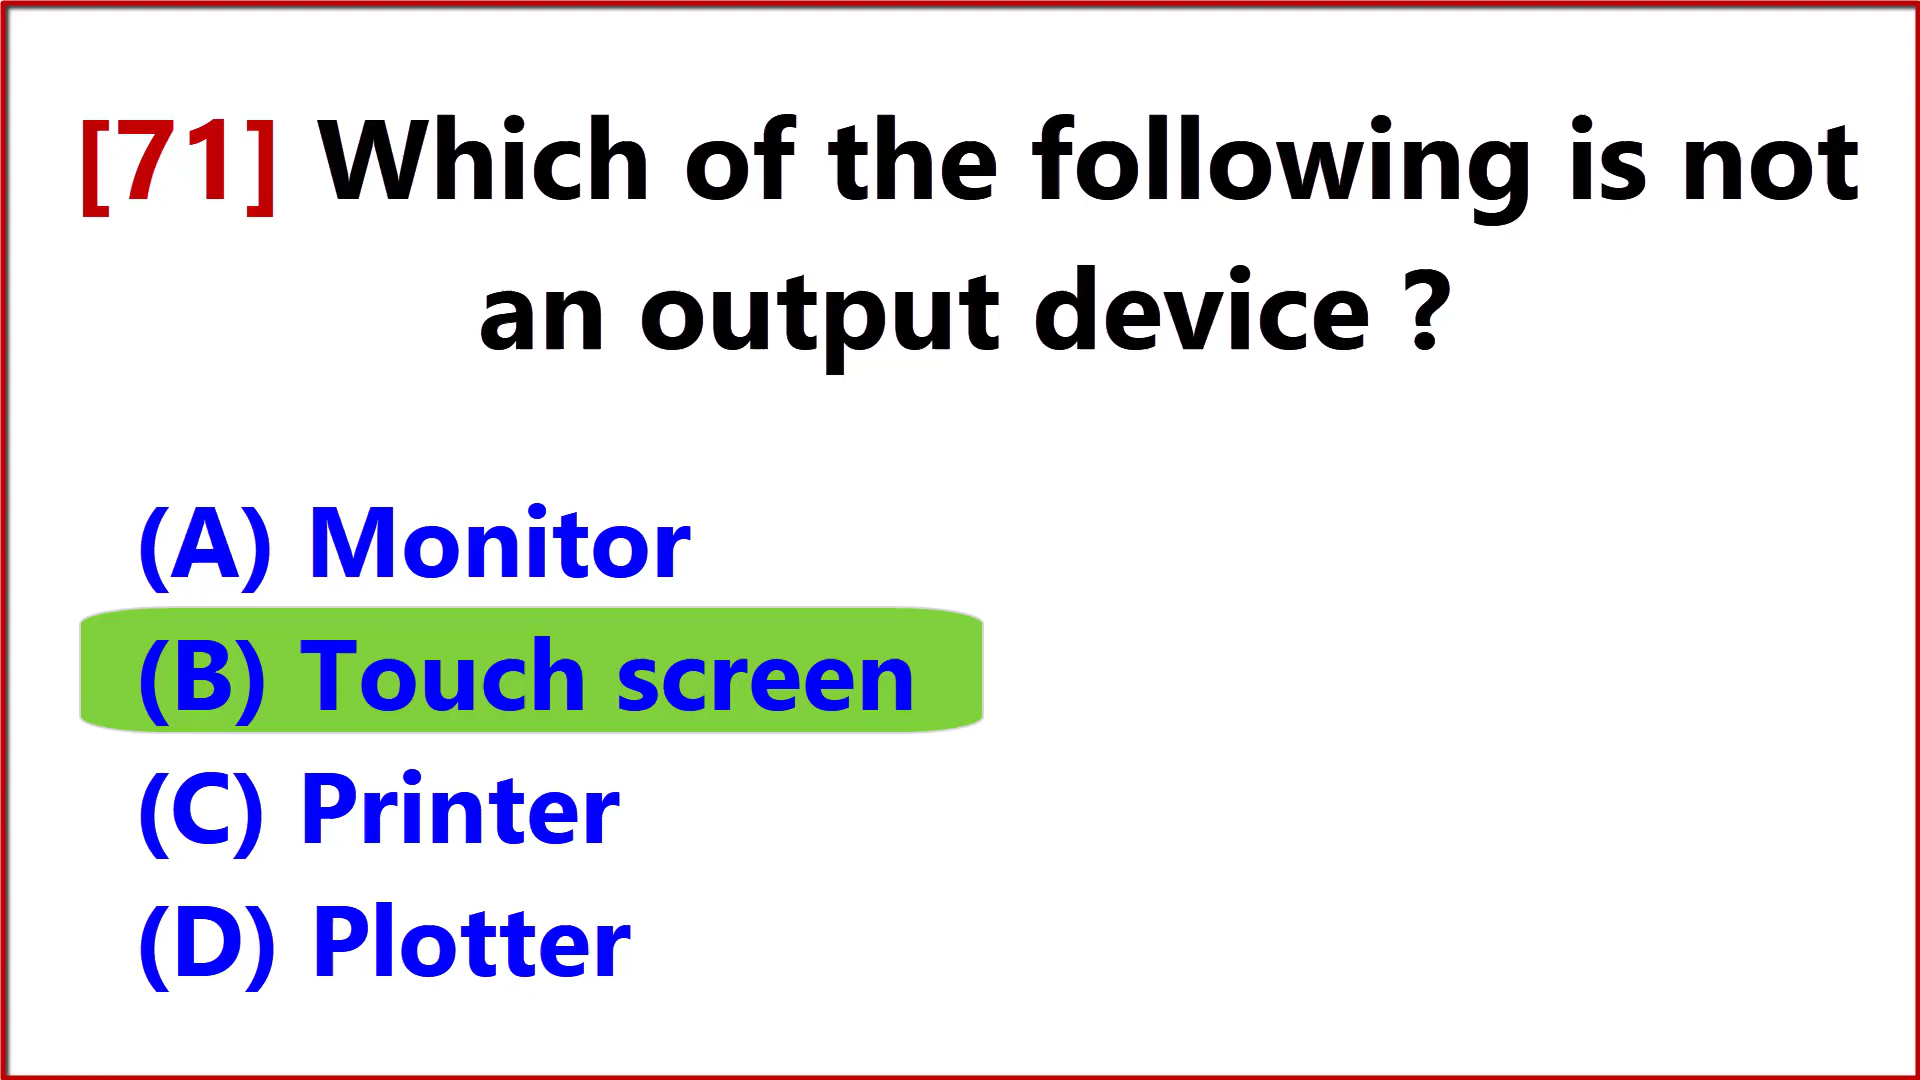 [71] Which of the following is not
an output device ?
(A) Monitor
(B) Touch screen
(C) Printer
(D) Plotter